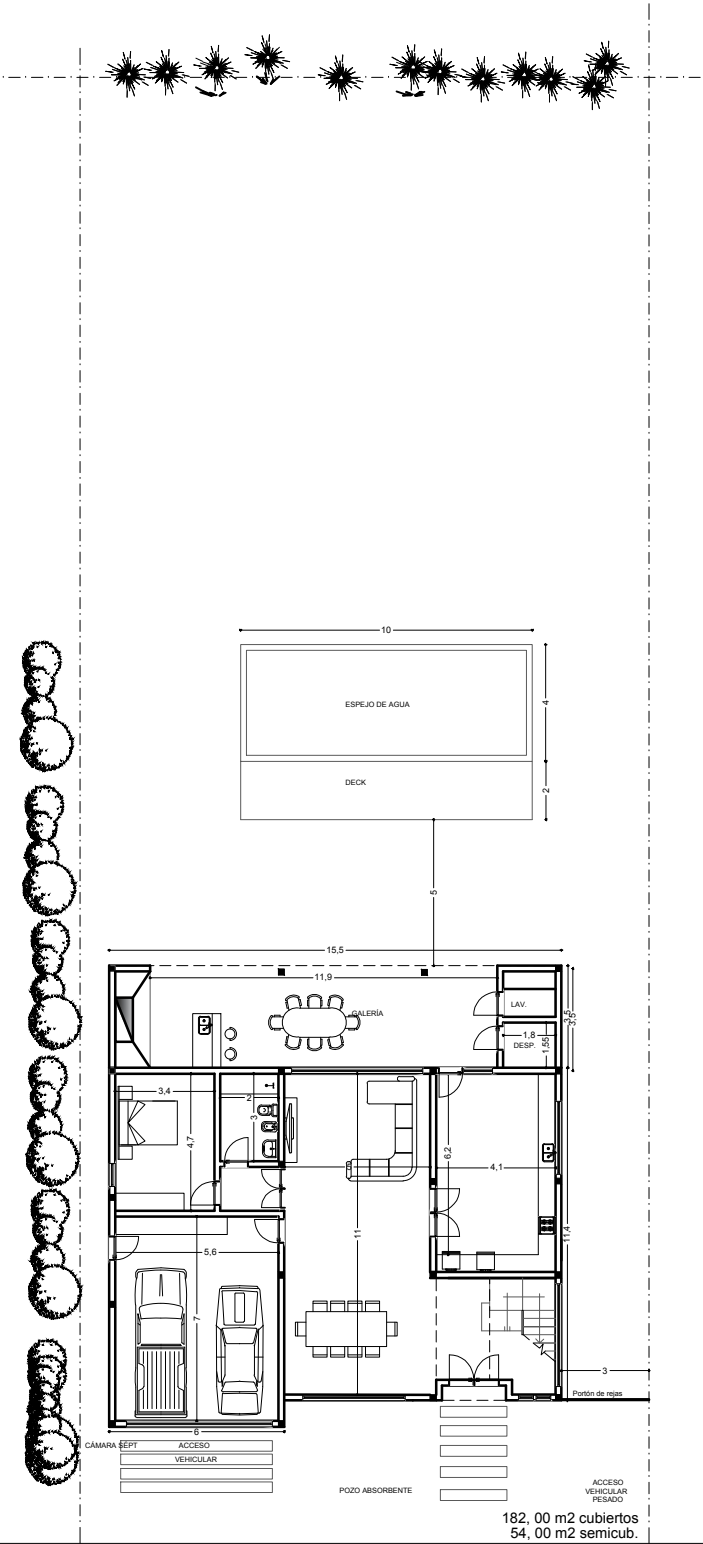 10
ESPEJO DE AGUA
4
DECK
2
5
15,5
11,9
GALERÍA
LAV.
1,8
DESP.
1,55
3,5
3,5
3,4
2
3
4,7
6,2
4,1
11
11,4
5,6
7
3
Portón de rejas
6
CÁMARA SÉPT
ACCESO
VEHICULAR
POZO ABSORBENTE
ACCESO
VEHICULAR
PESADO
182, 00 m2 cubiertos
54, 00 m2 semicub.